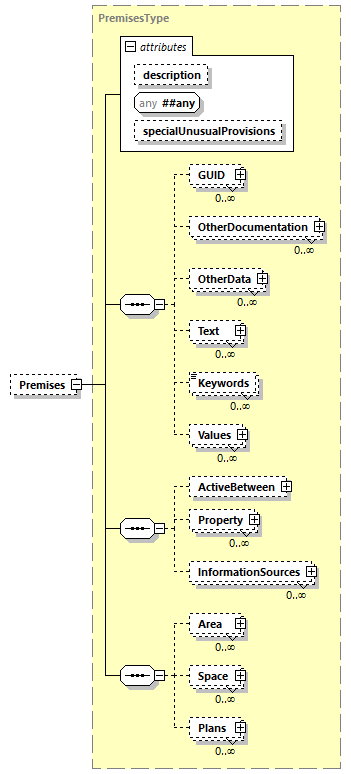 PremisesType
attributes
description
any ##any
specialUnusualProvisions
GUID
0..∞
OtherDocumentation
0..∞
OtherData
0..∞
Text
0..∞
Keywords
0..∞
Values
0..∞
Premises
ActiveBetween
Property
0..∞
InformationSources
0..∞
Area
0..∞
Space
0..∞
Plans
0..∞